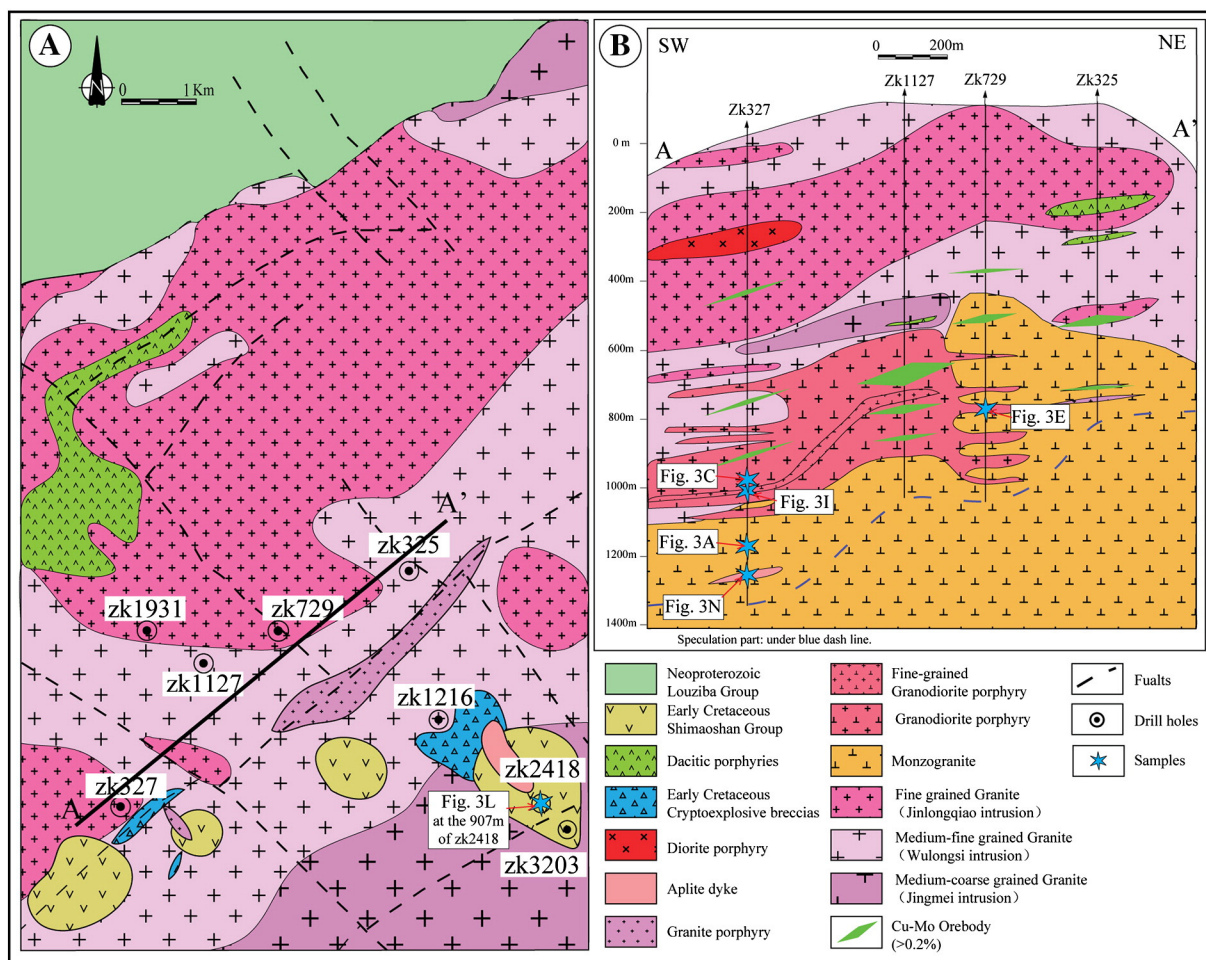 A
N
0 1 Km
A'
zk325
zk1931
zk729
zk1127
zk1216
A
zk327
zk2418
Fig. 3L
at the 907m
of zk2418
zk3203
B
SW
NE
0 200m
Zk1127
Zk729
Zk325
Zk327
A
A’
0 m
200m
400m
600m
800m
1000m
1200m
1400m
Fig. 3E
Fig. 3C
Fig. 3I
Fig. 3A
Fig. 3N
Speculation part: under blue dash line.
Neoproterozoic
Louziba Group
Early Cretaceous
Shimaoshan Group
Dacitic porphyries
Early Cretaceous
Cryptoexplosive breccias
Diorite porphyry
Aplite dyke
Granite porphyry
Fine-grained
Granodiorite porphyry
Granodiorite porphyry
Monzogranite
Fine grained Granite
（Jinlongqiao intrusion）
Medium-fine grained Granite
（Wulongsi intrusion）
Medium-coarse grained Granite
（Jingmei intrusion）
Cu-Mo Orebody
(>0.2%)
Fualts
Drill holes
Samples